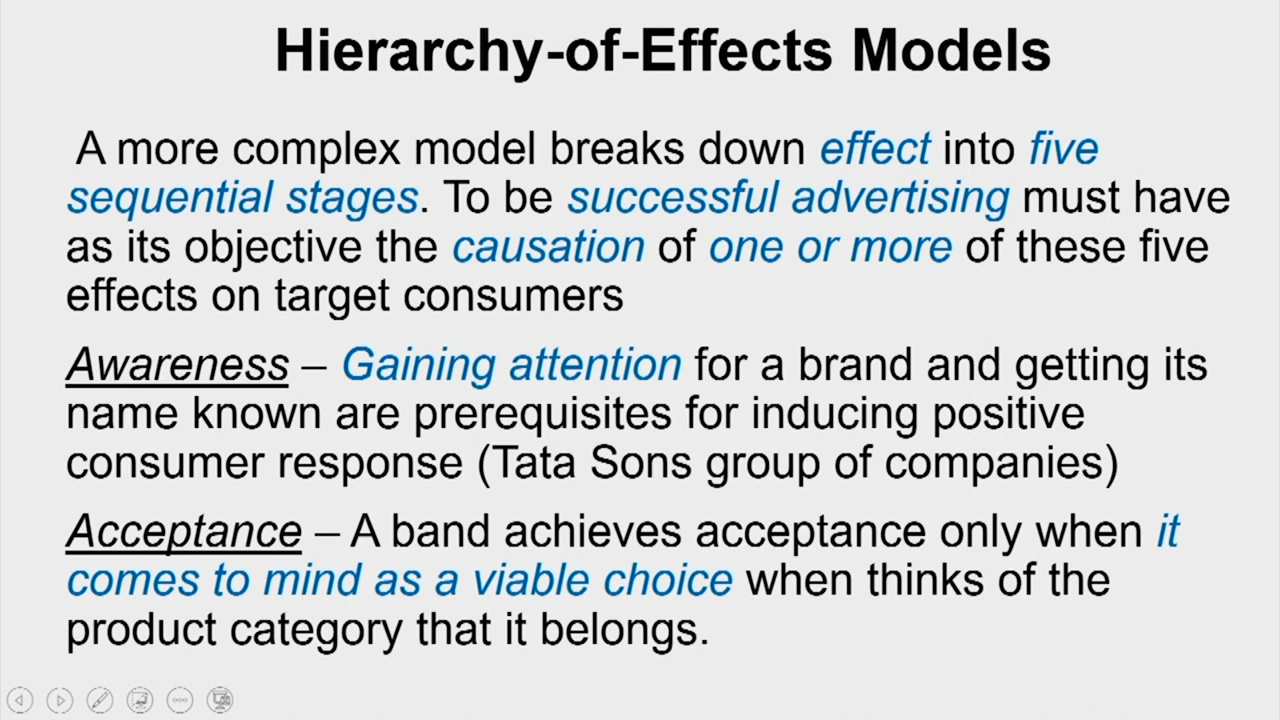 Hierarchy-of-Effects Models
A more complex model breaks down effect into five
sequential stages. To be successful advertising must have
as its objective the causation of one or more of these five
effects on target consumers
Awareness – Gaining attention for a brand and getting its
name known are prerequisites for inducing positive
consumer response (Tata Sons group of companies)
Acceptance – A band achieves acceptance only when it
comes to mind as a viable choice when thinks of the
product category that it belongs.